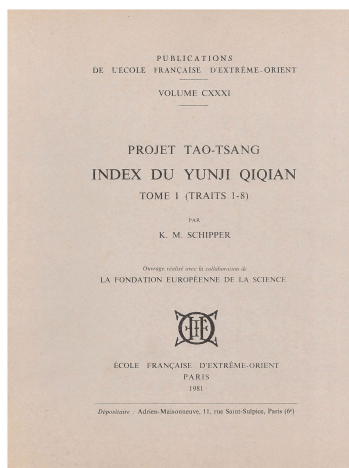 PUBLICATIONS
DE L'ÉCOLE FRANÇAISE D'EXTRÊME-ORIENT
VOLUME CXXXI
PROJET TAO-TSANG
INDEX DU YUNJI QIQIAN
TOME 1 (TRAITS 1-8)
PAR
K. M. SCHIPPER
Ouvrage réalisé avec la collaboration de
LA FONDATION EUROPÉENNE DE LA SCIENCE
ÉCOLE FRANÇAISE D'EXTRÊME-ORIENT
PARIS
1981
Dépositaire : Adrien-Maisonneuve, 11, rue Saint-Sulpice, Paris (6e)